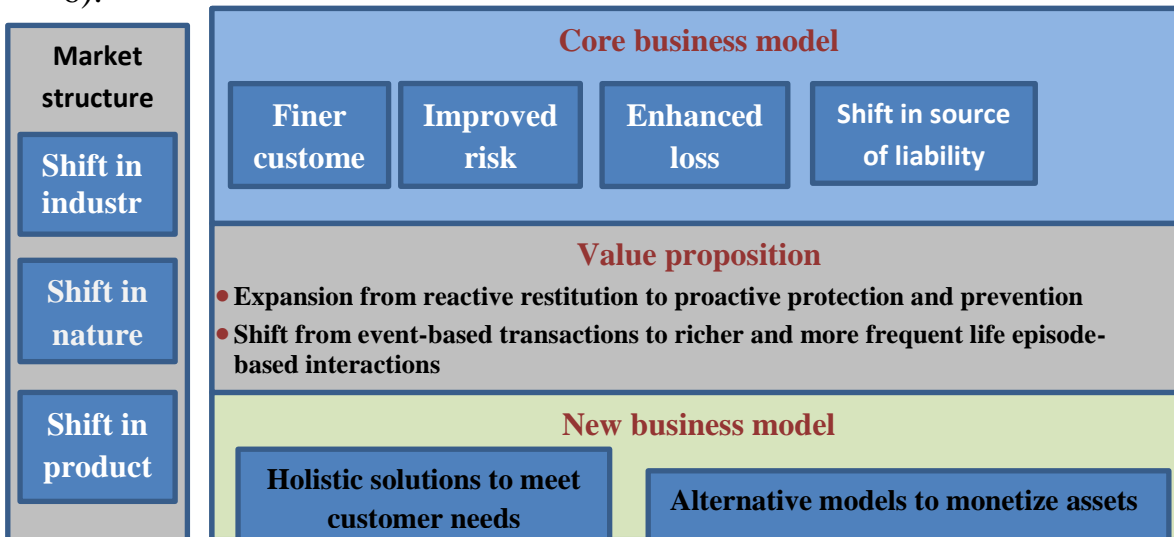 6).
Market
structure
Shift in
industr
Shift in
nature
Shift in
product
Core business model
Finer
custome
Improved
risk
Enhanced
loss
Shift in source
of liability
Value proposition
• Expansion from reactive restitution to proactive protection and prevention
• Shift from event-based transactions to richer and more frequent life episode-
based interactions
New business model
Holistic solutions to meet
customer needs
Alternative models to monetize assets